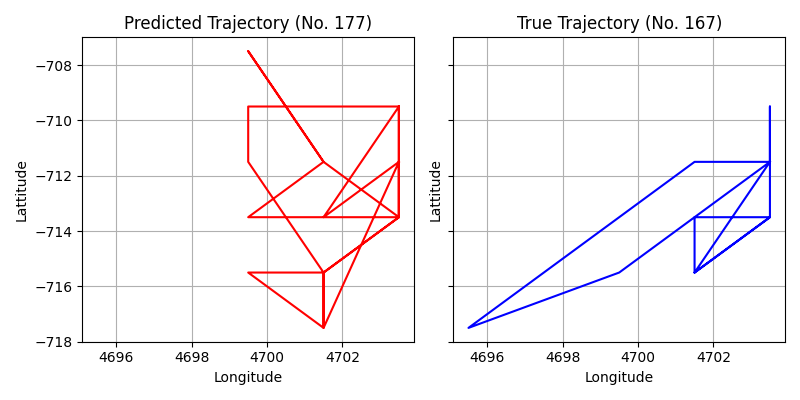 Predicted Trajectory (No. 177)
True Trajectory (No. 167)
−708
−710
−712
−714
−716
−718
Lattitude
Lattitude
4696
4698
4700
4702
4696
4698
4700
4702
Longitude
Longitude